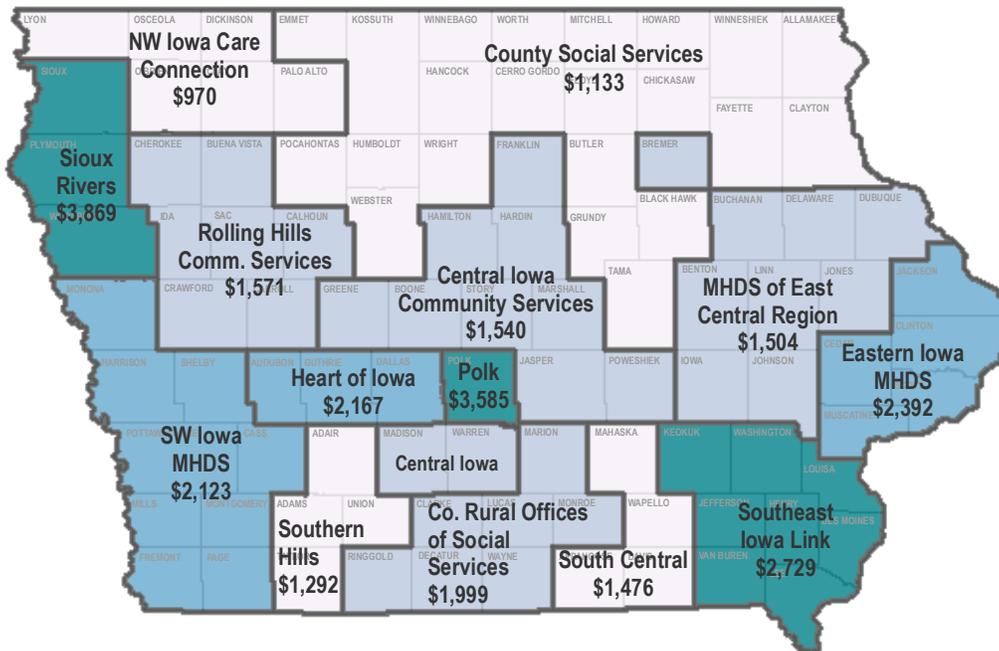 LYON OSCEOLA DICKINSON EMMET KOSSUTH WINNEBAGO WORTH MITCHELL HOWARD WINNESHIEK ALLAMAKEE
NW Iowa Care
Connection
$970
County Social Services
$1,133
SIOUX PALO ALTO HANCOCK CERRO GORDO CHICKASAW
FAYETTE CLAYTON
PLYMOUTH CHEROKEE BUENA VISTA POCAHONTAS HUMBOLDT WRIGHT FRANKLIN BUTLER BREMER
Sioux
Rivers
$3,869
WEBSTER BLACK HAWK BUCHANAN DELAWARE DUBUQUE
IDA SAC CALHOUN HAMILTON HARDIN GRUNDY
Rolling Hills
Comm. Services
$1,571
Central Iowa
Community Services
$1,540
TAMA BENTON LINN JONES JACKSON
MHDS of East
Central Region
$1,504
MONONA CRAWFORD GREENE BOONE STORY MARSHALL
CLINTON
CEDAR
Eastern Iowa
MHDS
$2,392
HARRISON SHELBY AUDUBON GUTHRIE DALLAS POLK JASPER POWESHIEK IOWA JOHNSON
Heart of Iowa
$2,167
Polk
$3,585
MUSCATINE
SW Iowa
MHDS
$2,123
CASS ADAIR MADISON WARREN MARION MAHASKA KEOKUK WASHINGTON
Central Iowa
LOUISA
MILLS MONTGOMERY ADAMS UNION CLARKE LUCAS MONROE WAPELLO JEFFERSON HENRY
DES MOINES
Southern
Hills
$1,292
Co. Rural Offices
of Social
Services
$1,999
South Central
$1,476
Southeast
Iowa Link
$2,729
FREMONT PAGE RINGGOLD DECATUR WAYNE VAN BUREN